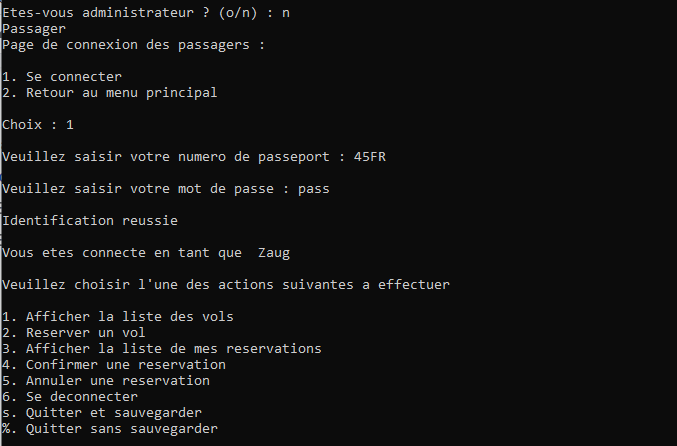 Etes-vous administrateur ? (o/n) : n
Passager
Page de connexion des passagers :
1. Se connecter
2. Retour au menu principal
Choix : 1
Veuillez saisir votre numero de passeport : 45FR
Veuillez saisir votre mot de passe : pass
Identification reussie
Vous etes connecte en tant que  Zaug
Veuillez choisir l'une des actions suivantes a effectuer
1. Afficher la liste des vols
2. Reserver un vol
3. Afficher la liste de mes reservations
4. Confirmer une reservation
5. Annuler une reservation
6. Se deconnecter
s. Quitter et sauvegarder
%. Quitter sans sauvegarder